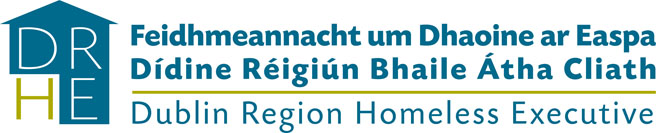 DR
HE
Feidhmeannacht um Dhaoine ar Easpa
Dídine Réigiún Bhaile Átha Cliath
Dublin Region Homeless Executive